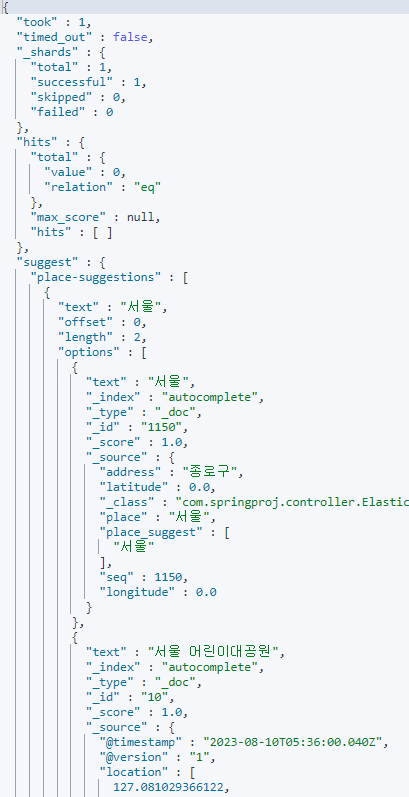 {
"took" : 1,
"timed_out" : false,
"_shards" : {
"total" : 1,
"successful" : 1,
"skipped" : 0,
"failed" : 0
},
"hits" : {
"total" : {
"value" : 0,
"relation" : "eq"
},
"max_score" : null,
"hits" : [ ]
},
"suggest" : {
"place-suggestions" : [
{
"text" : "서울",
"offset" : 0,
"length" : 2,
"options" : [
{
"text" : "서울",
"_index" : "autocomplete",
"_type" : "_doc",
"_id" : "1150",
"_score" : 1.0,
"_source" : {
"address" : "종로구",
"latitude" : 0.0,
"_class" : "com.springproj.controller.Elastic
"place" : "서울",
"place_suggest" : [
"서울"
],
"seq" : 1150,
"longitude" : 0.0
}
},
{
"text" : "서울 어린이대공원",
"_index" : "autocomplete",
"_type" : "_doc",
"_id" : "10",
"_score" : 1.0,
"_source" : {
"@timestamp" : "2023-08-10T05:36:00.040Z",
"@version" : "1",
"location" : [
127.081029366122,